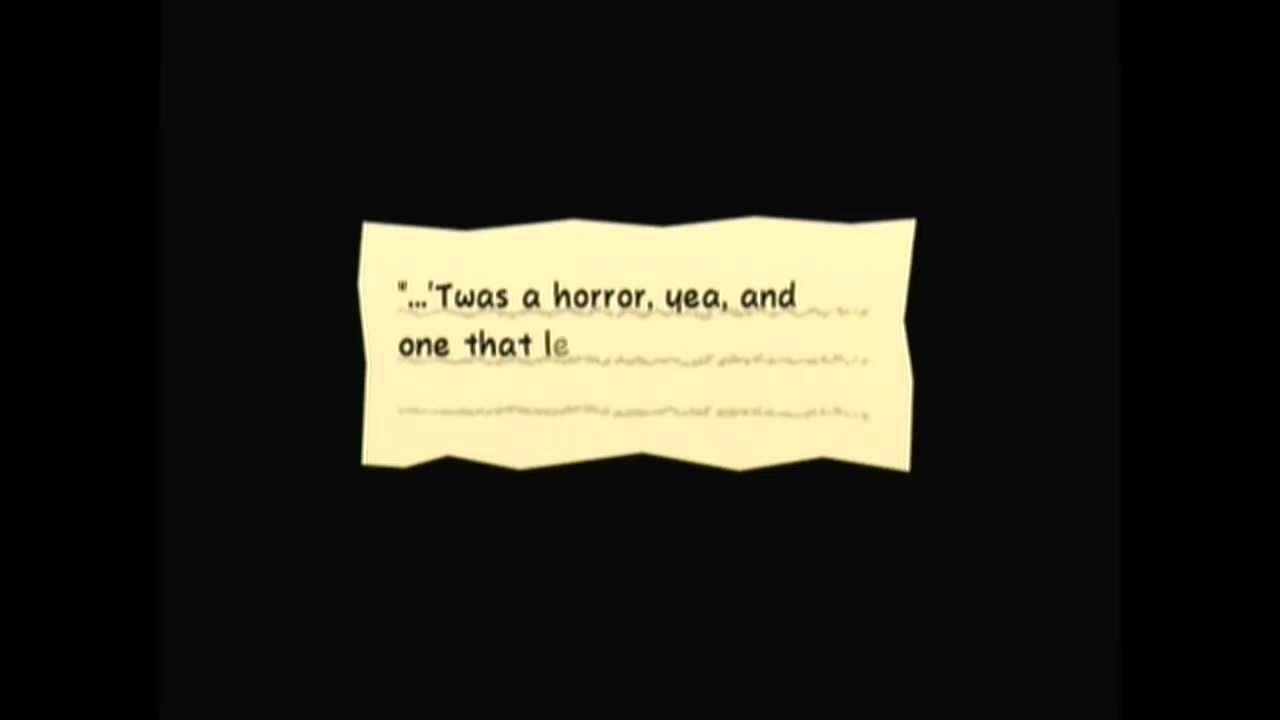 "...'Twas a horror, yea, and
one that le